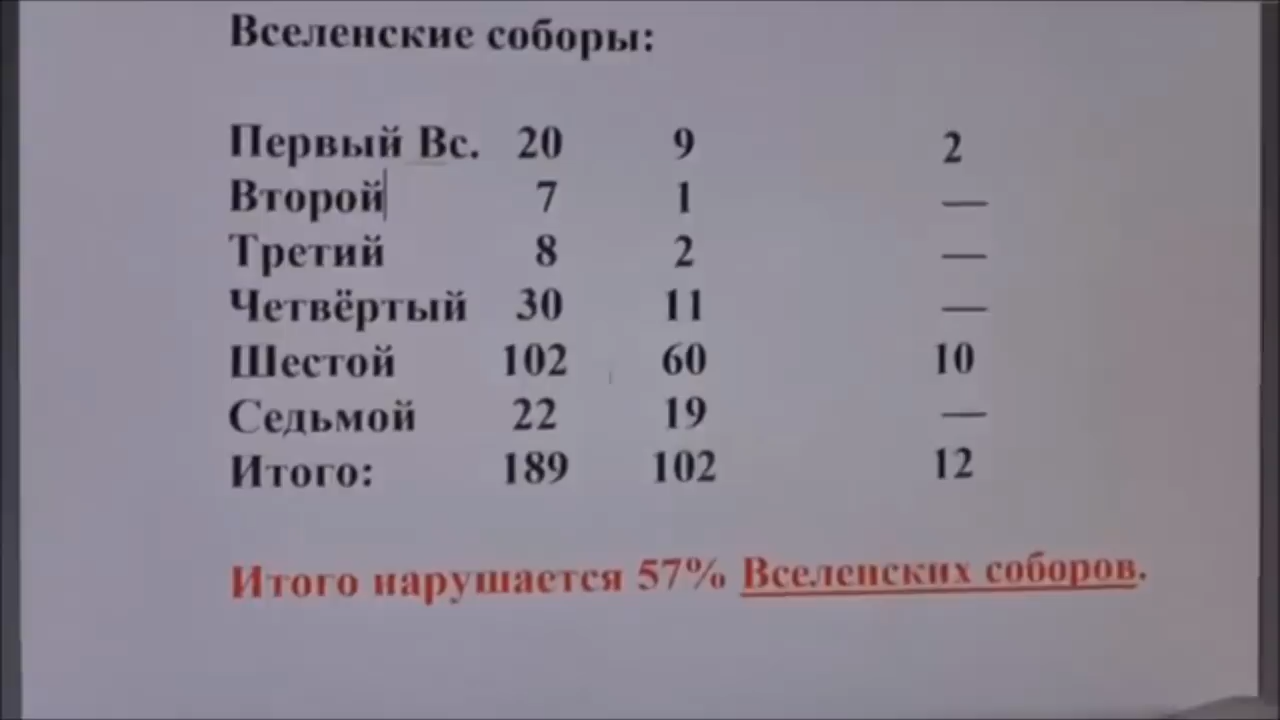 Вселенские соборы:
Первый Вс. 20 9 2
Второй 7 1 —
Третий 8 2 —
Четвёртый 30 11 —
Шестой 102 60 10
Седьмой 22 19 —
Итого: 189 102 12
Итого нарушается 57% Вселенских соборов.